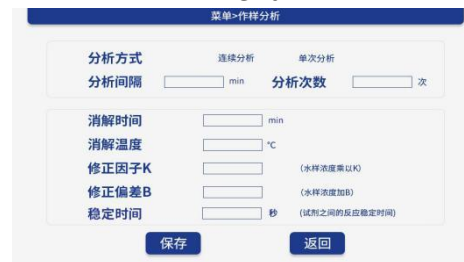 菜单>作样分析
分析方式 连续分析 单次分析
分析间隔 min 分析次数 次
消解时间 min
消解温度 ℃
修正因子K (水样浓度乘以K)
修正偏差B (水样浓度加B)
稳定时间 秒 (试剂之间的反应稳定时间)
保存 返回